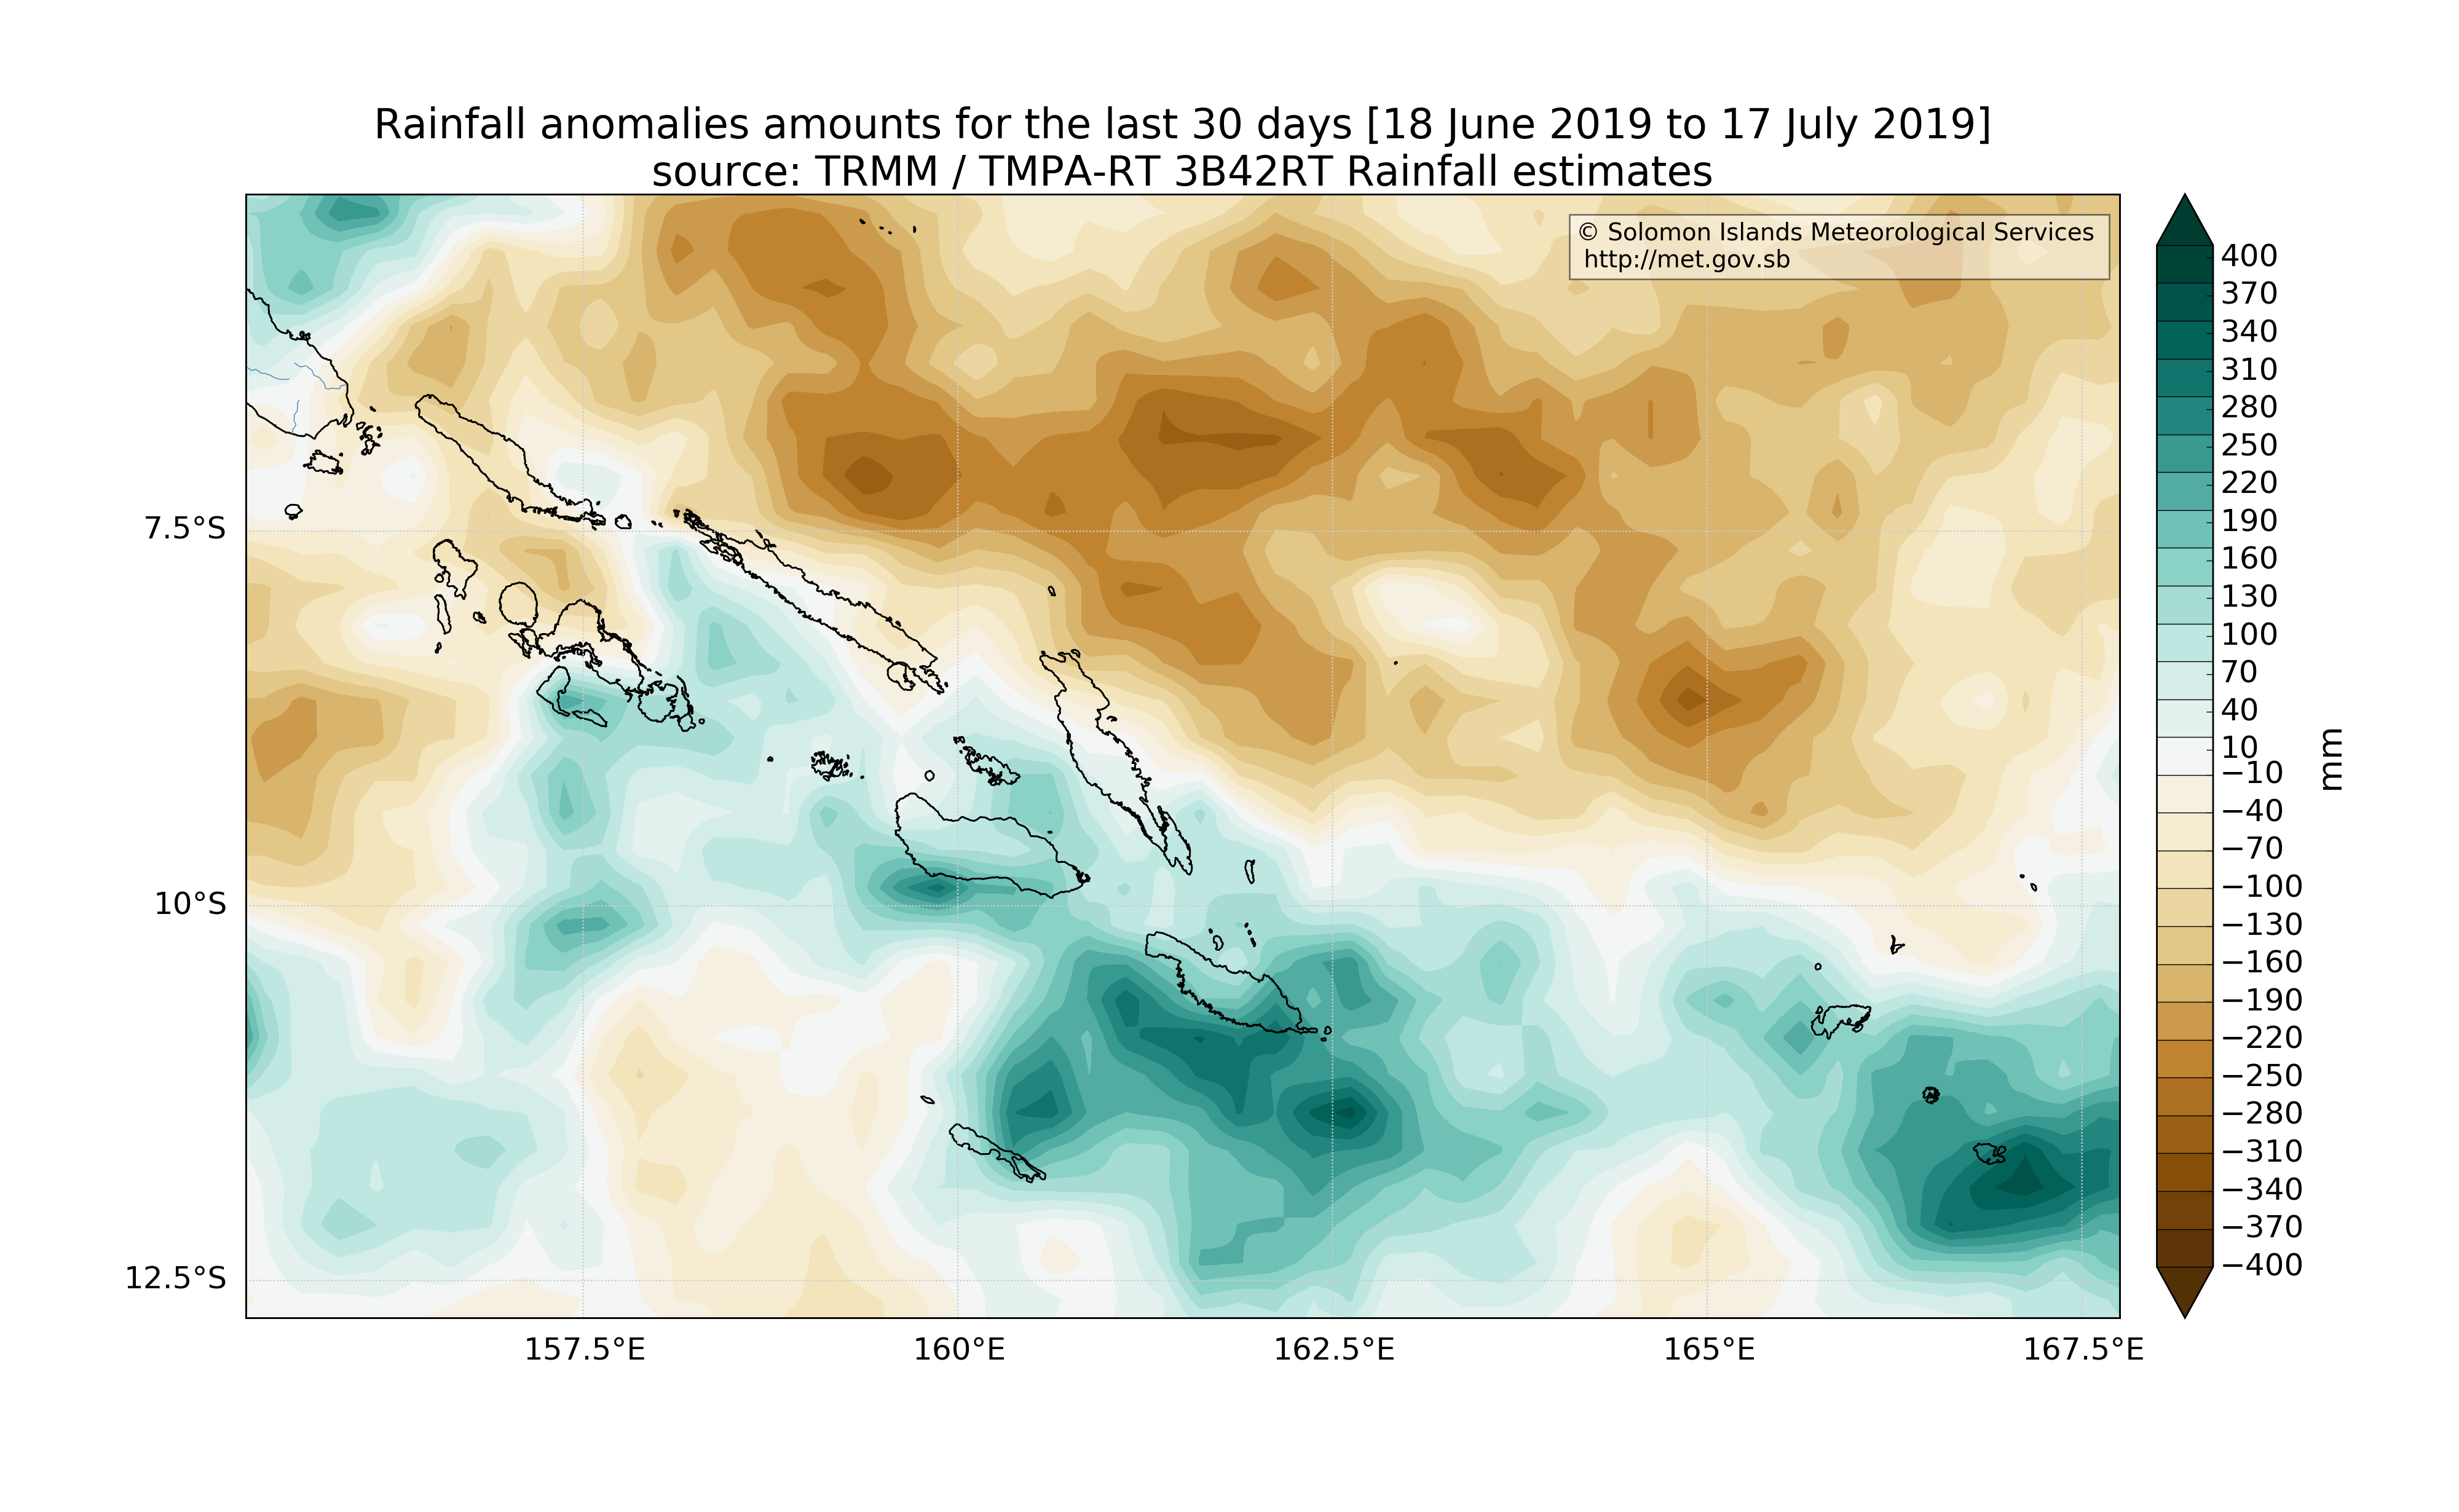 Rainfall anomalies amounts for the last 30 days [18 June 2019 to 17 July 2019]
source: TRMM / TMPA-RT 3B42RT Rainfall estimates
© Solomon Islands Meteorological Services
http://met.gov.sb
7.5°S
10°S
12.5°S
157.5°E
160°E
162.5°E
165°E
167.5°E
400
370
340
310
280
250
220
190
160
130
100
70
40
10
−10
−40
−70
−100
−130
−160
−190
−220
−250
−280
−310
−340
−370
−400
mm